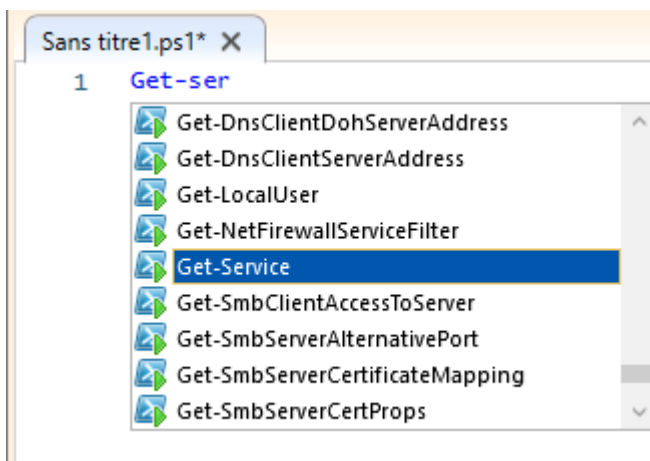 Sans titre1.ps1*
1 Get-ser
Get-DnsClientDohServerAddress
Get-DnsClientServerAddress
Get-LocalUser
Get-NetFirewallServiceFilter
Get-Service
Get-SmbClientAccessToServer
Get-SmbServerAlternativePort
Get-SmbServerCertificateMapping
Get-SmbServerCertProps